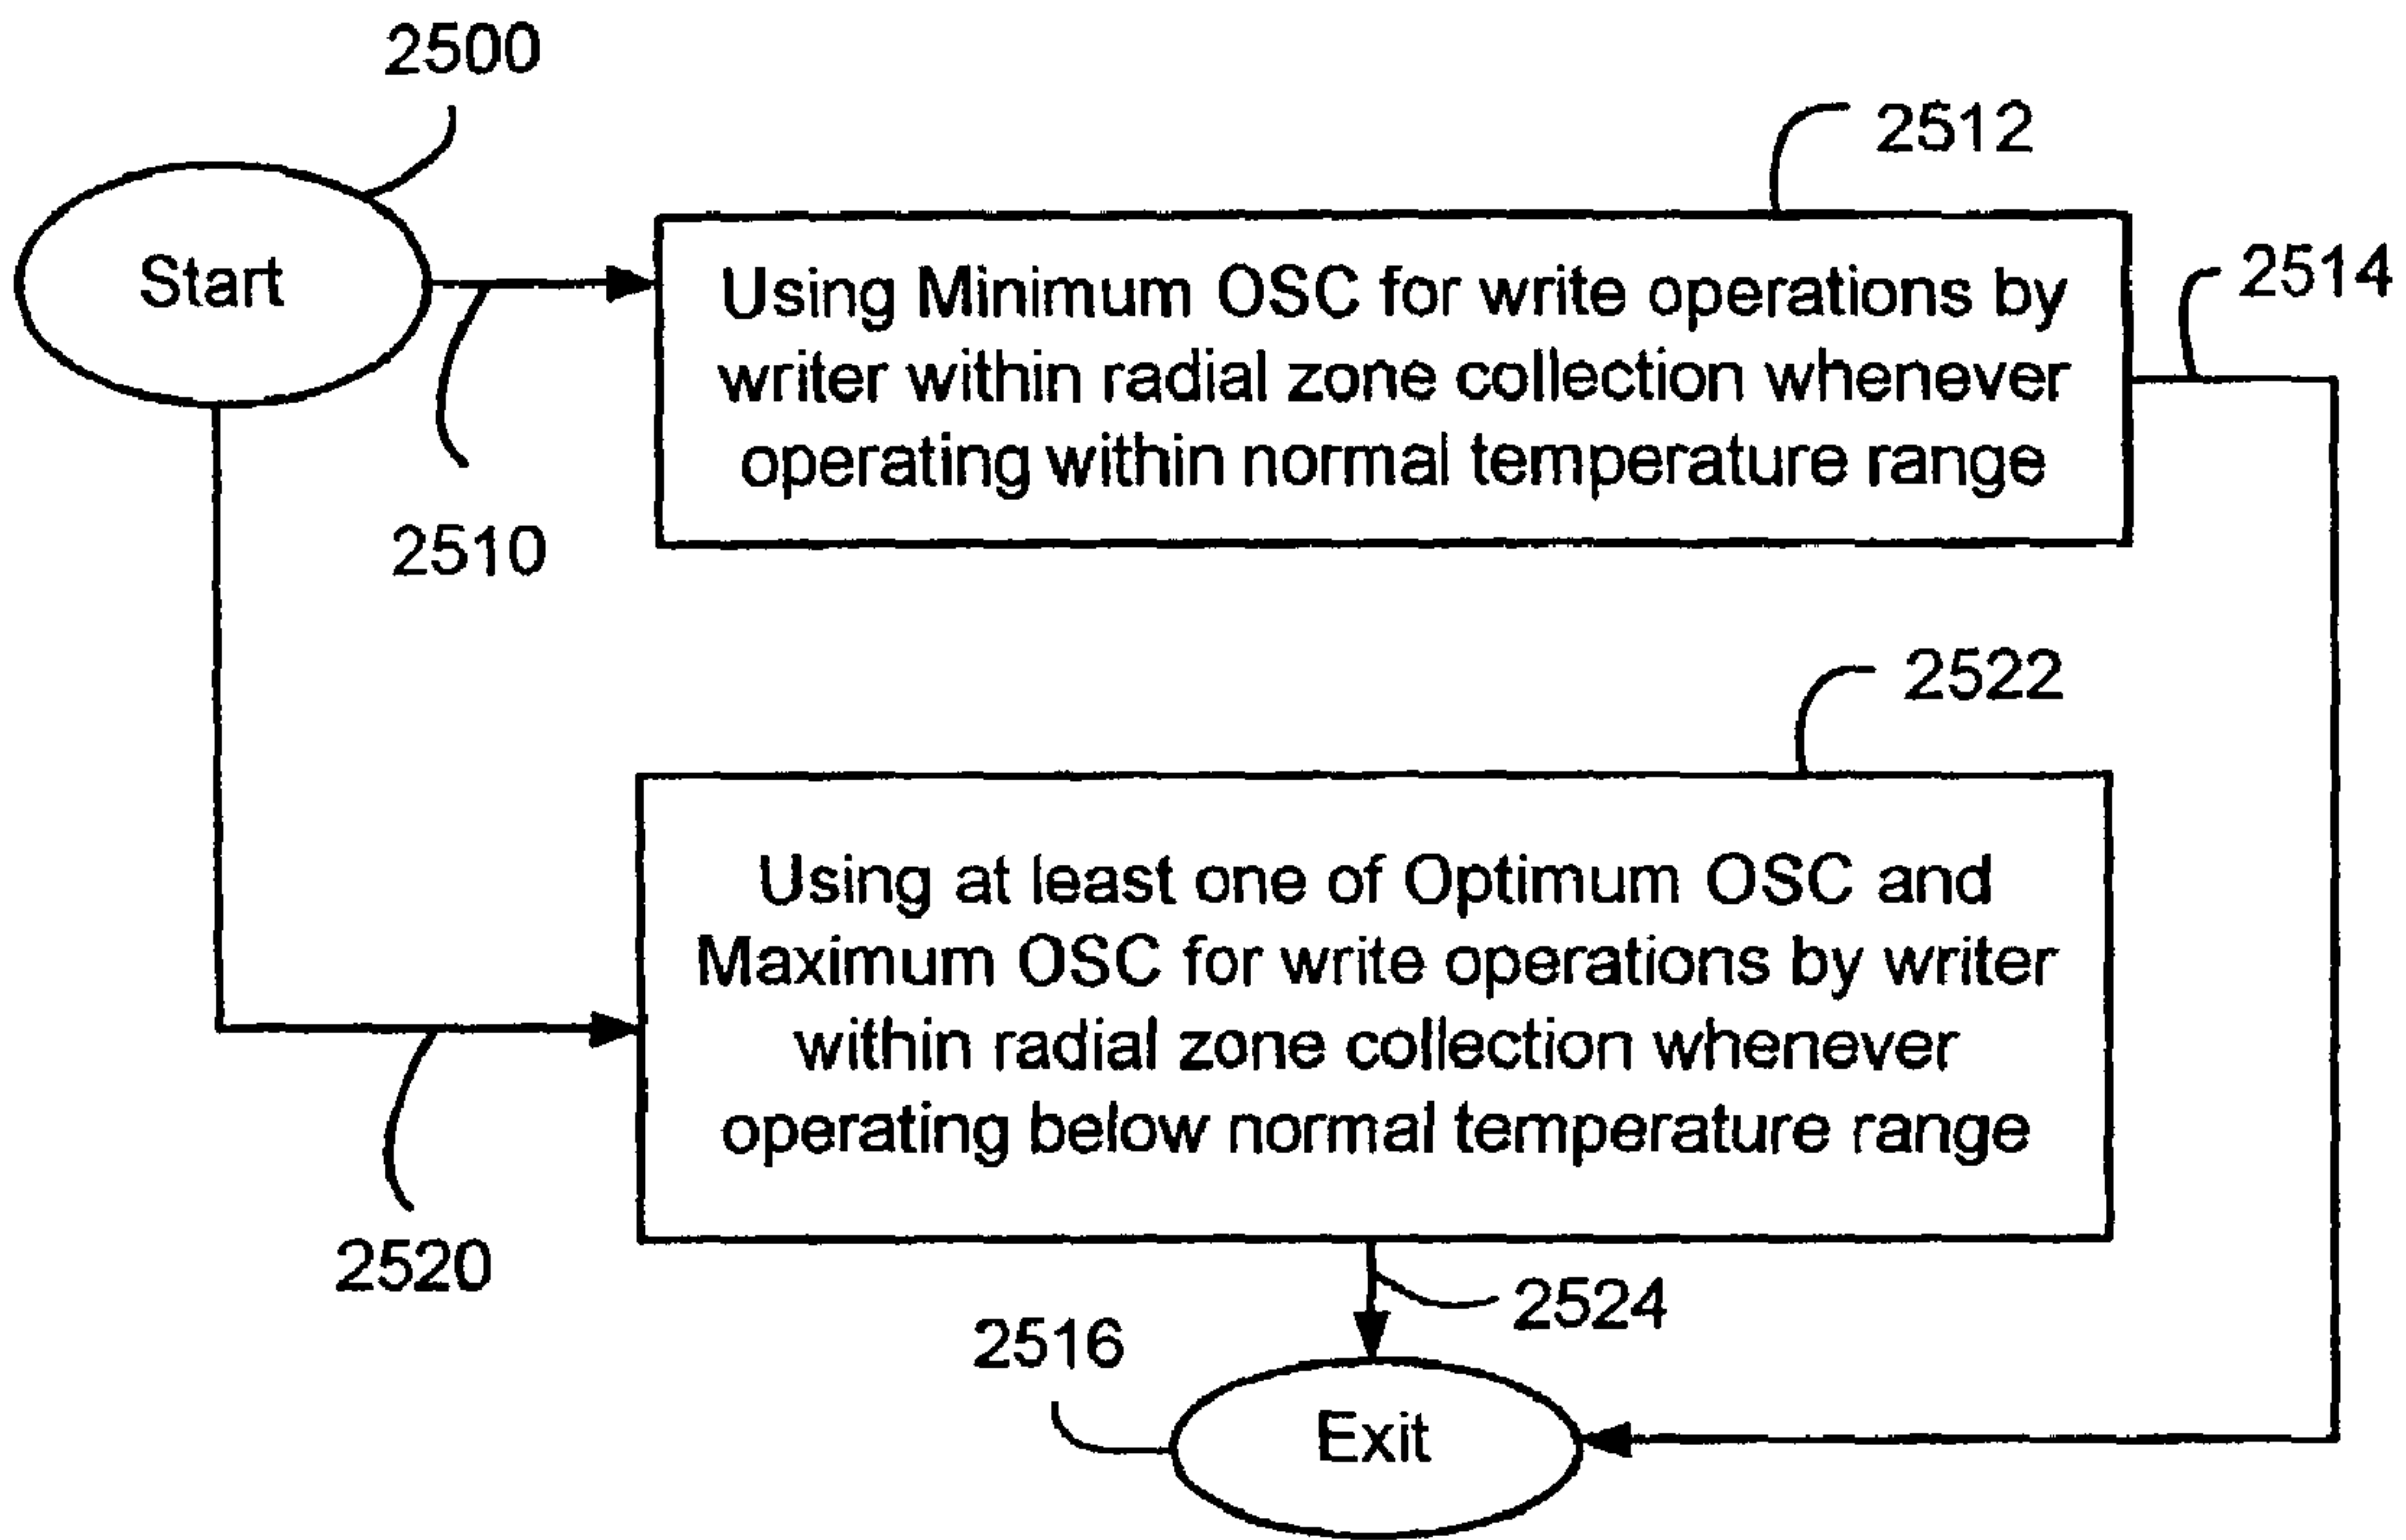 2500
2512
Start
2514
Using Minimum OSC for write operations by
writer within radial zone collection whenever
operating within normal temperature range
2510
2522
Using at least one of Optimum OSC and
Maximum OSC for write operations by writer
within radial zone collection whenever
operating below normal temperature range
2520
2524
2516
Exit